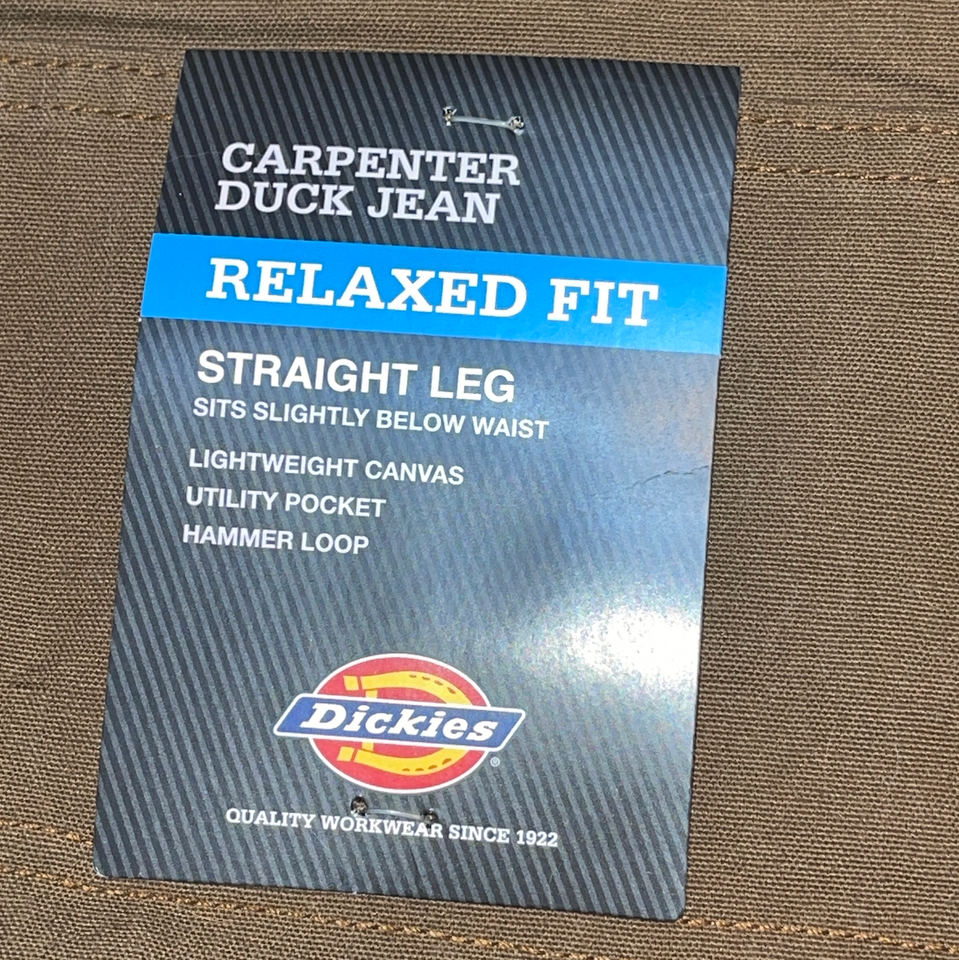 CARPENTER
DUCK JEAN
RELAXED FIT
STRAIGHT LEG
SITS SLIGHTLY BELOW WAIST
LIGHTWEIGHT CANVAS
UTILITY POCKET
HAMMER LOOP
Dickies
®
QUALITY WORKWEAR SINCE 1922